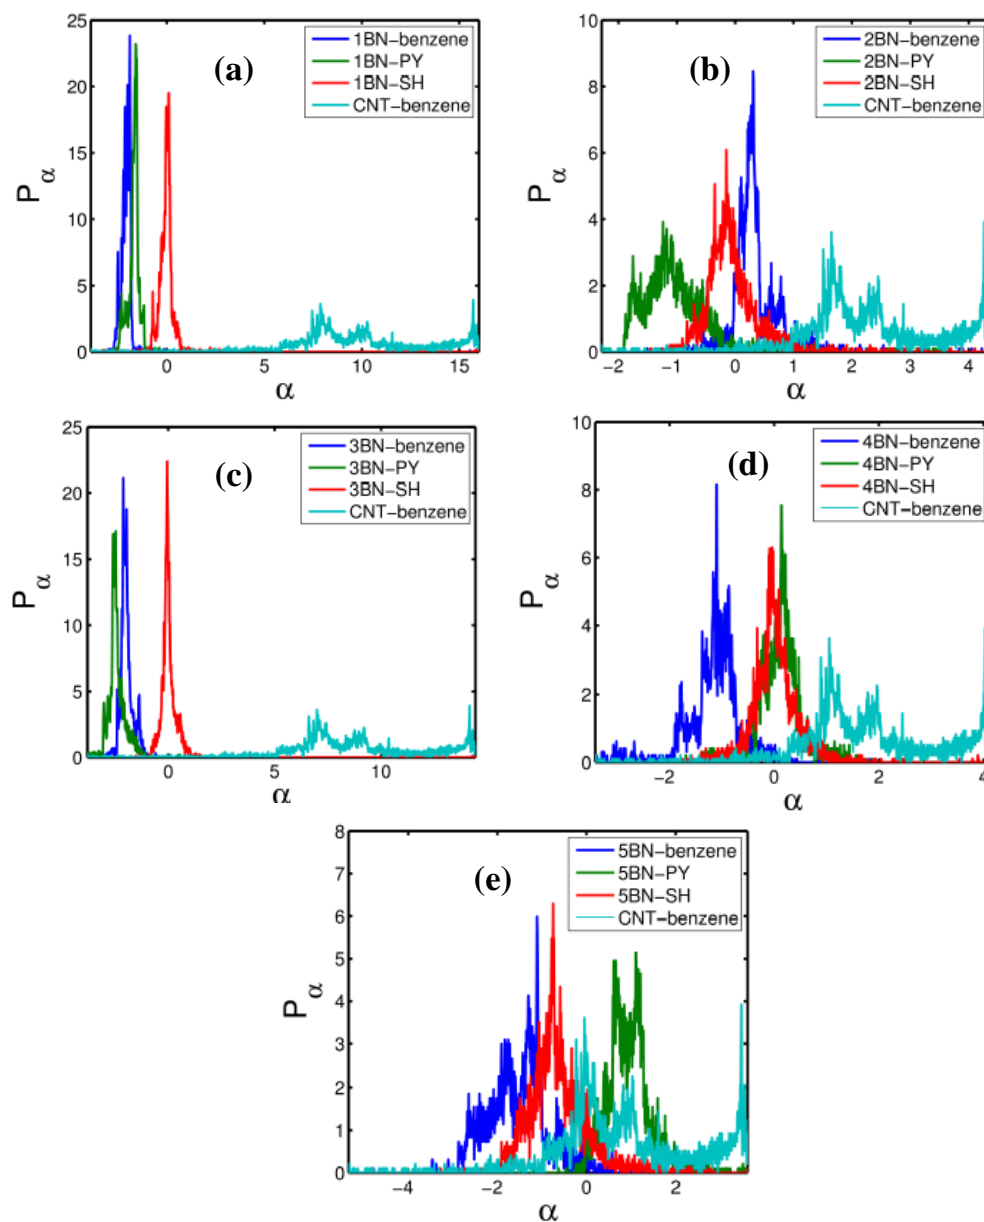 (a)
1BN−benzene
1BN−PY
1BN−SH
CNT−benzene
25
20
15
10
5
0
Pα
0 5 10 15
α
(b)
2BN−benzene
2BN−PY
2BN−SH
CNT−benzene
10
8
6
4
2
0
Pα
−2 −1 0 1 2 3 4
α
(c)
3BN−benzene
3BN−PY
3BN−SH
CNT−benzene
25
20
15
10
5
0
Pα
0 5 10
α
(d)
4BN−benzene
4BN−PY
4BN−SH
CNT−benzene
10
8
6
4
2
0
Pα
−2 0 2 4
α
(e)
5BN−benzene
5BN−PY
5BN−SH
CNT−benzene
8
7
6
5
4
3
2
1
0
Pα
−4 −2 0 2
α